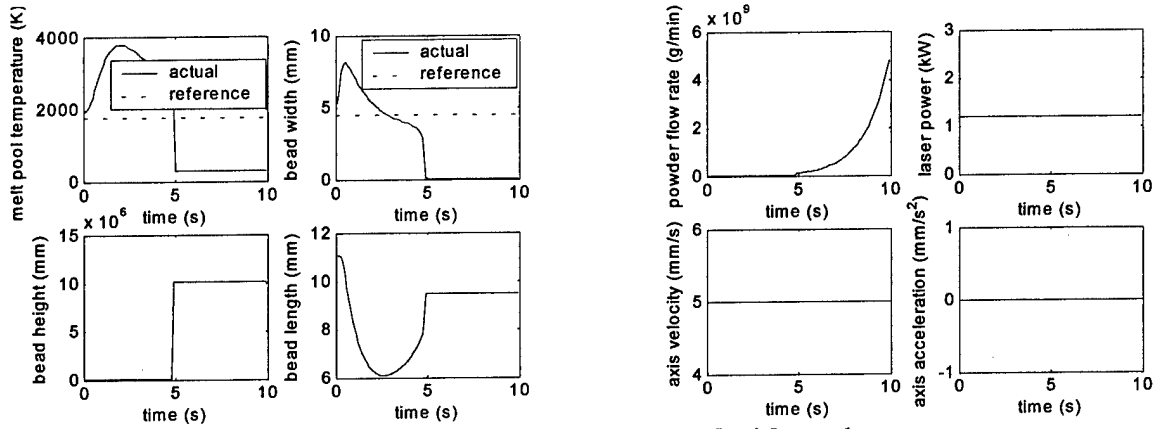 melt pool temperature (K)
4000
2000
0
0
5
10
time (s)
actual
reference
bead width (mm)
10
5
0
0
5
10
time (s)
actual
reference
x 10^6
bead height (mm)
15
10
5
0
0
5
10
time (s)
bead length (mm)
12
10
8
6
0
5
10
time (s)
x 10^9
powder flow rate (g/min)
6
4
2
0
0
5
10
time (s)
laser power (kW)
3
2
1
0
0
5
10
time (s)
axis velocity (mm/s)
6
5
4
0
5
10
time (s)
axis acceleration (mm/s²)
1
0
-1
0
5
10
time (s)